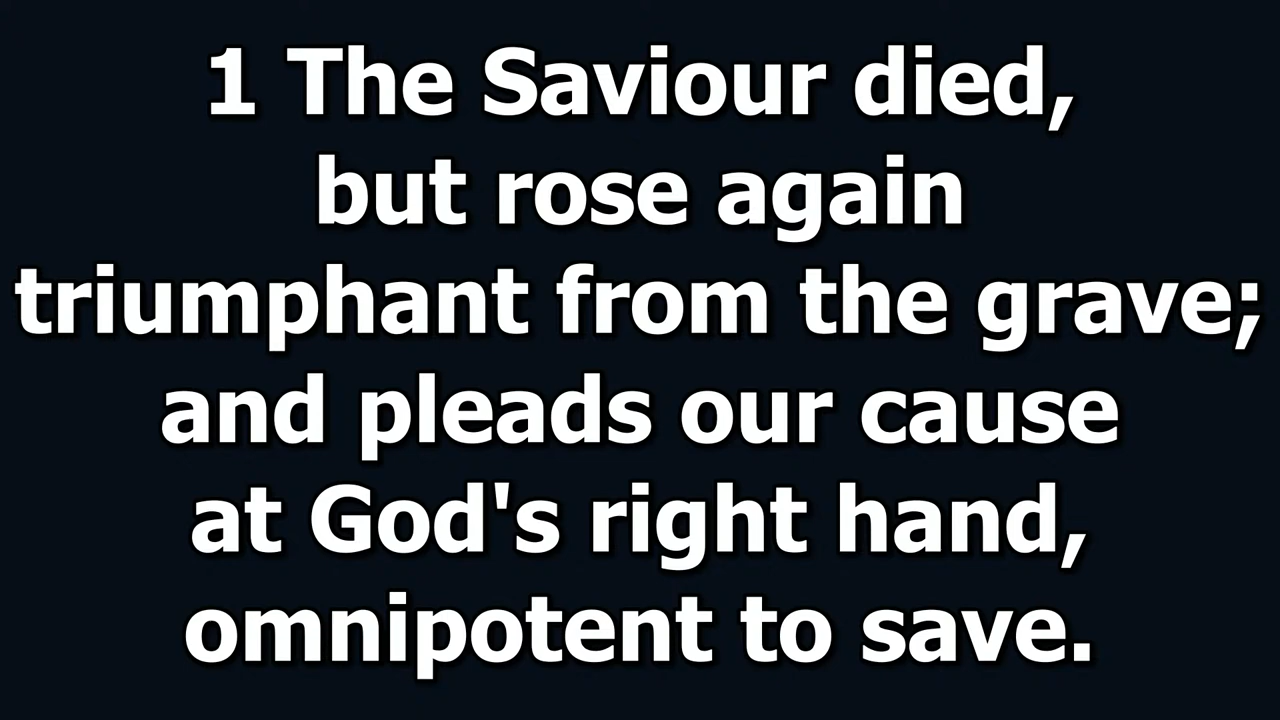 1 The Saviour died,
but rose again
triumphant from the grave;
and pleads our cause
at God's right hand,
omnipotent to save.